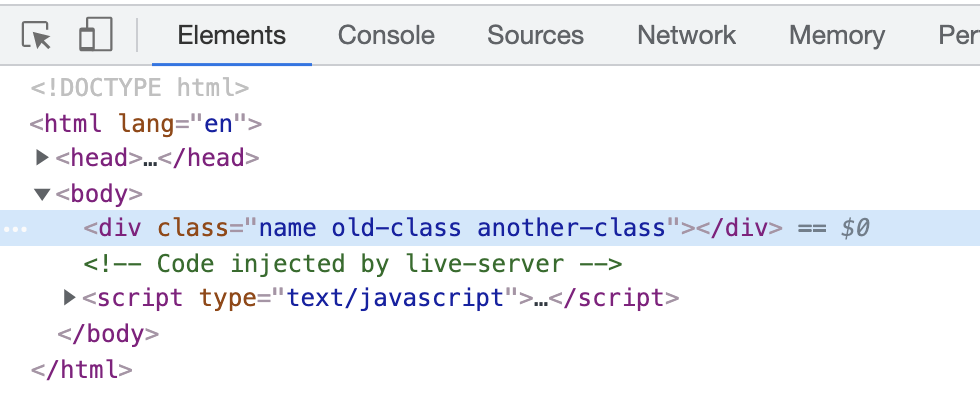 Elements Console Sources Network Memory Per
<!DOCTYPE html>
<html lang="en">
<head>…</head>
<body>
<div class="name old-class another-class"></div> == $0
<!-- Code injected by live-server -->
<script type="text/javascript">…</script>
</body>
</html>